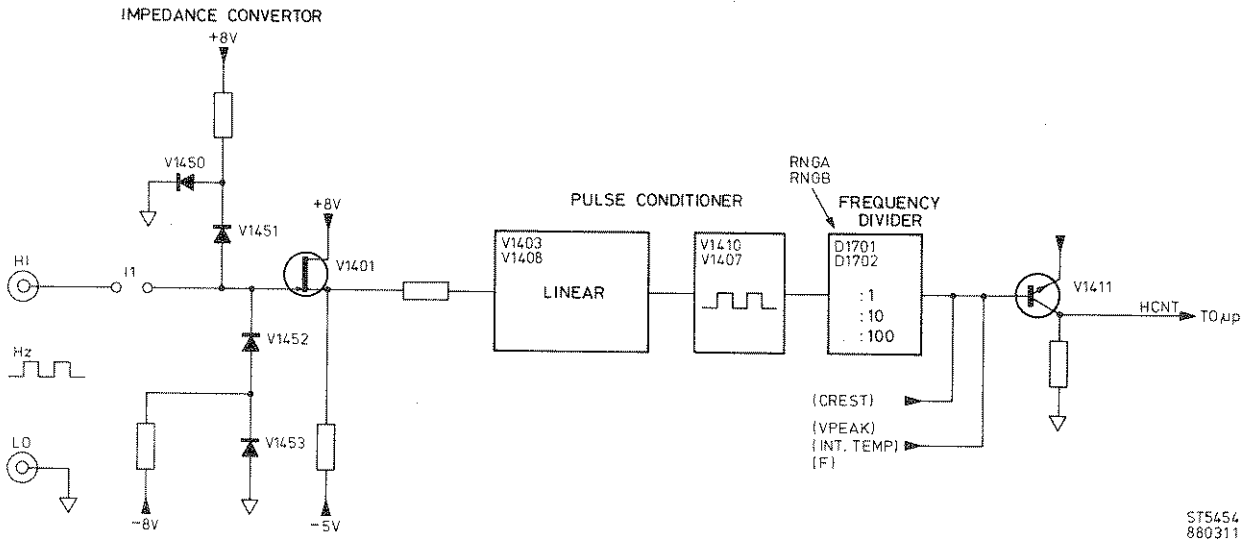 IMPEDANCE CONVERTOR
+8V
V1450
V1451
+8V
V1401
HI
I1
V1452
Hz
V1453
LO
-8V
-5V
PULSE CONDITIONER
V1403
V1408
LINEAR
V1410
V1407
RNGA
RNGB
FREQUENCY
DIVIDER
D1701
D1702
:1
:10
:100
V1411
HCNT
TO µp
(CREST)
(VPEAK)
(INT. TEMP)
(F)
ST5454
880311